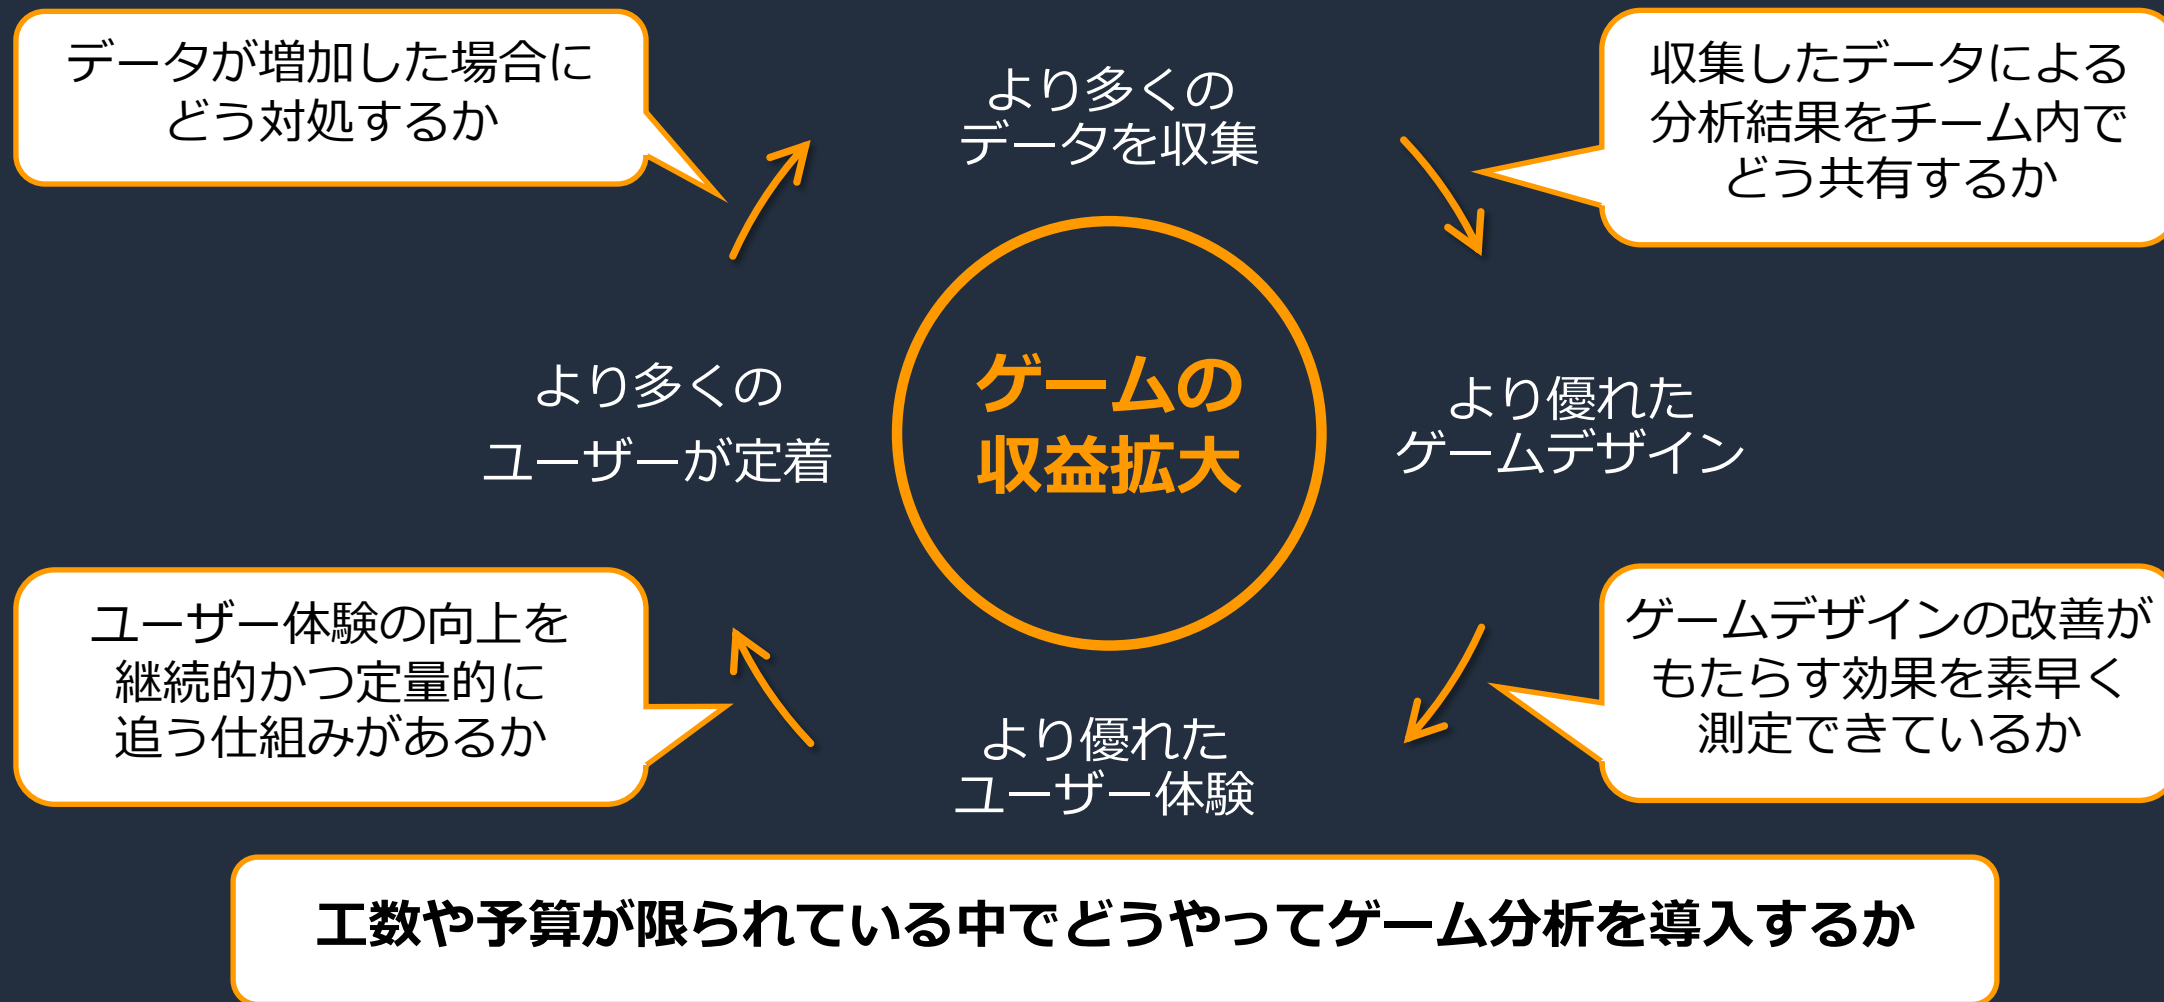 データが増加した場合に
どう対処するか
より多くの
データを収集
収集したデータによる
分析結果をチーム内で
どう共有するか
より多くの
ユーザーが定着
ゲームの
収益拡大
より優れた
ゲームデザイン
ユーザー体験の向上を
継続的かつ定量的に
追う仕組みがあるか
より優れた
ユーザー体験
ゲームデザインの改善が
もたらす効果を素早く
測定できているか
工数や予算が限られている中でどうやってゲーム分析を導入するか